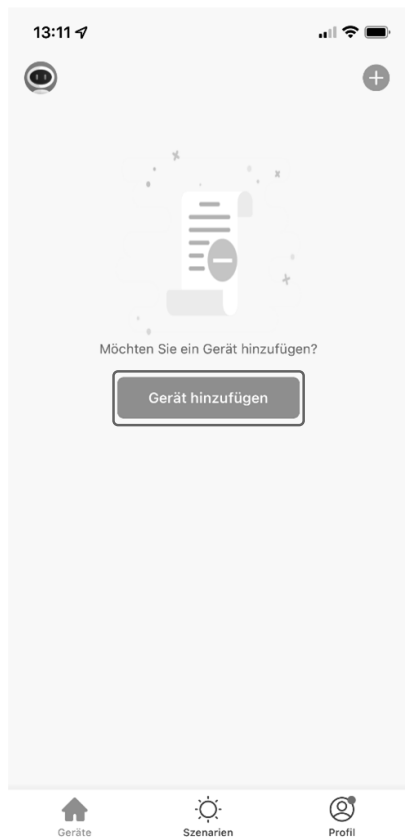 13:11
Möchten Sie ein Gerät hinzufügen?
Gerät hinzufügen
Geräte
Szenarien
Profil